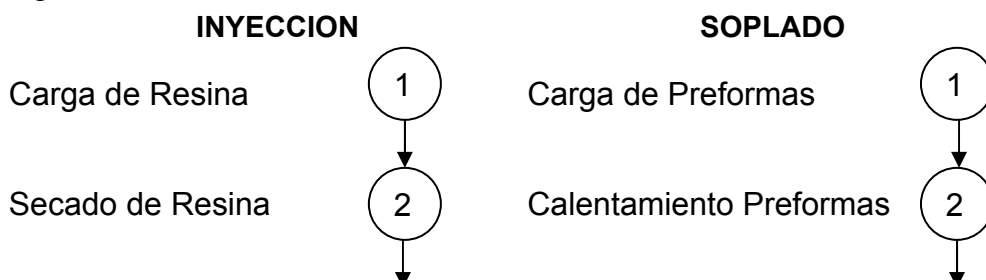 INYECCION SOPLADO
Carga de Resina 1 Carga de Preformas 1
Secado de Resina 2 Calentamiento Preformas 2